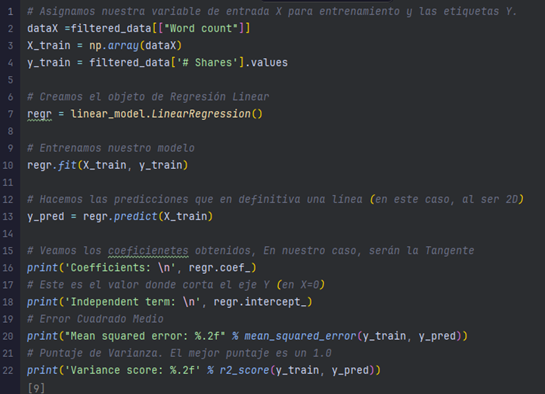 1 # Asignamos nuestra variable de entrada X para entrenamiento y las etiquetas Y.
2 dataX =filtered_data[["Word count"]]
3 X_train = np.array(dataX)
4 y_train = filtered_data['# Shares'].values
5
6 # Creamos el objeto de Regresión Linear
7 regr = linear_model.LinearRegression()
8
9 # Entrenamos nuestro modelo
10 regr.fit(X_train, y_train)
11
12 # Hacemos las predicciones que en definitiva una línea (en este caso, al ser 2D)
13 y_pred = regr.predict(X_train)
14
15 # Veamos los coeficienetes obtenidos, En nuestro caso, serán la Tangente
16 print('Coefficients: \n', regr.coef_)
17 # Este es el valor donde corta el eje Y (en X=0)
18 print('Independent term: \n', regr.intercept_)
19 # Error Cuadrado Medio
20 print("Mean squared error: %.2f" % mean_squared_error(y_train, y_pred))
21 # Puntaje de Varianza. El mejor puntaje es un 1.0
22 print('Variance score: %.2f' % r2_score(y_train, y_pred))
[9]